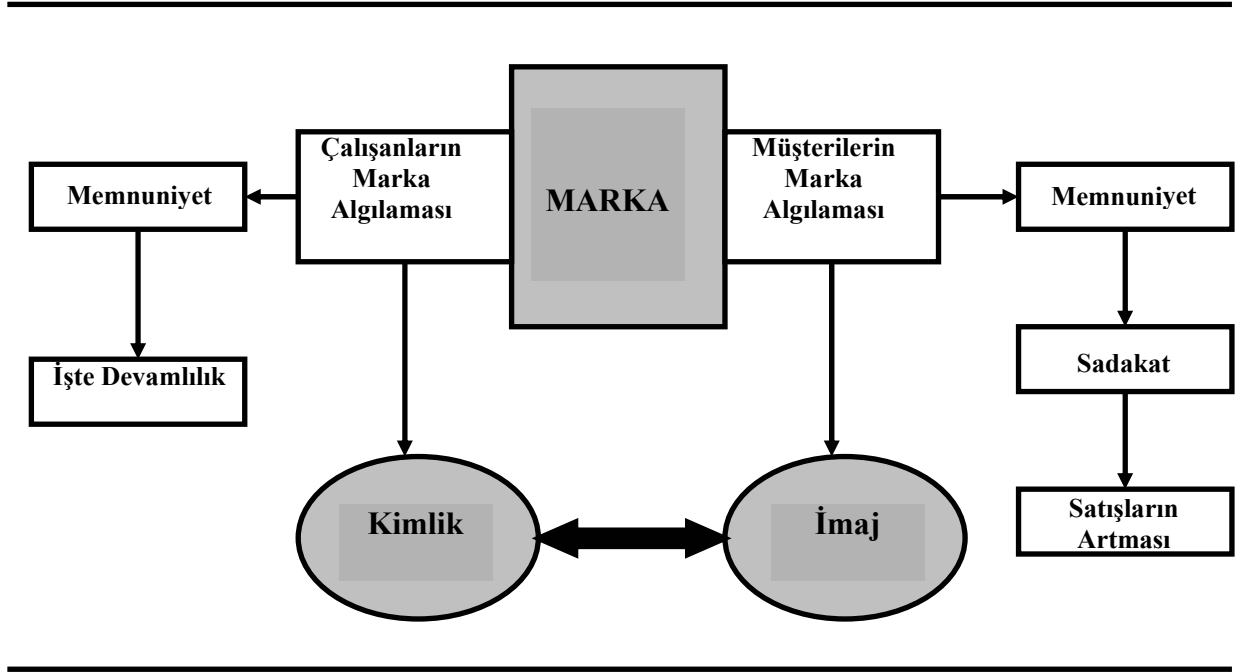 Çalışanların
Marka
Algılaması
MARKA
Müşterilerin
Marka
Algılaması
Memnuniyet
Memnuniyet
İşte Devamlılık
Sadakat
Kimlik
İmaj
Satışların
Artması